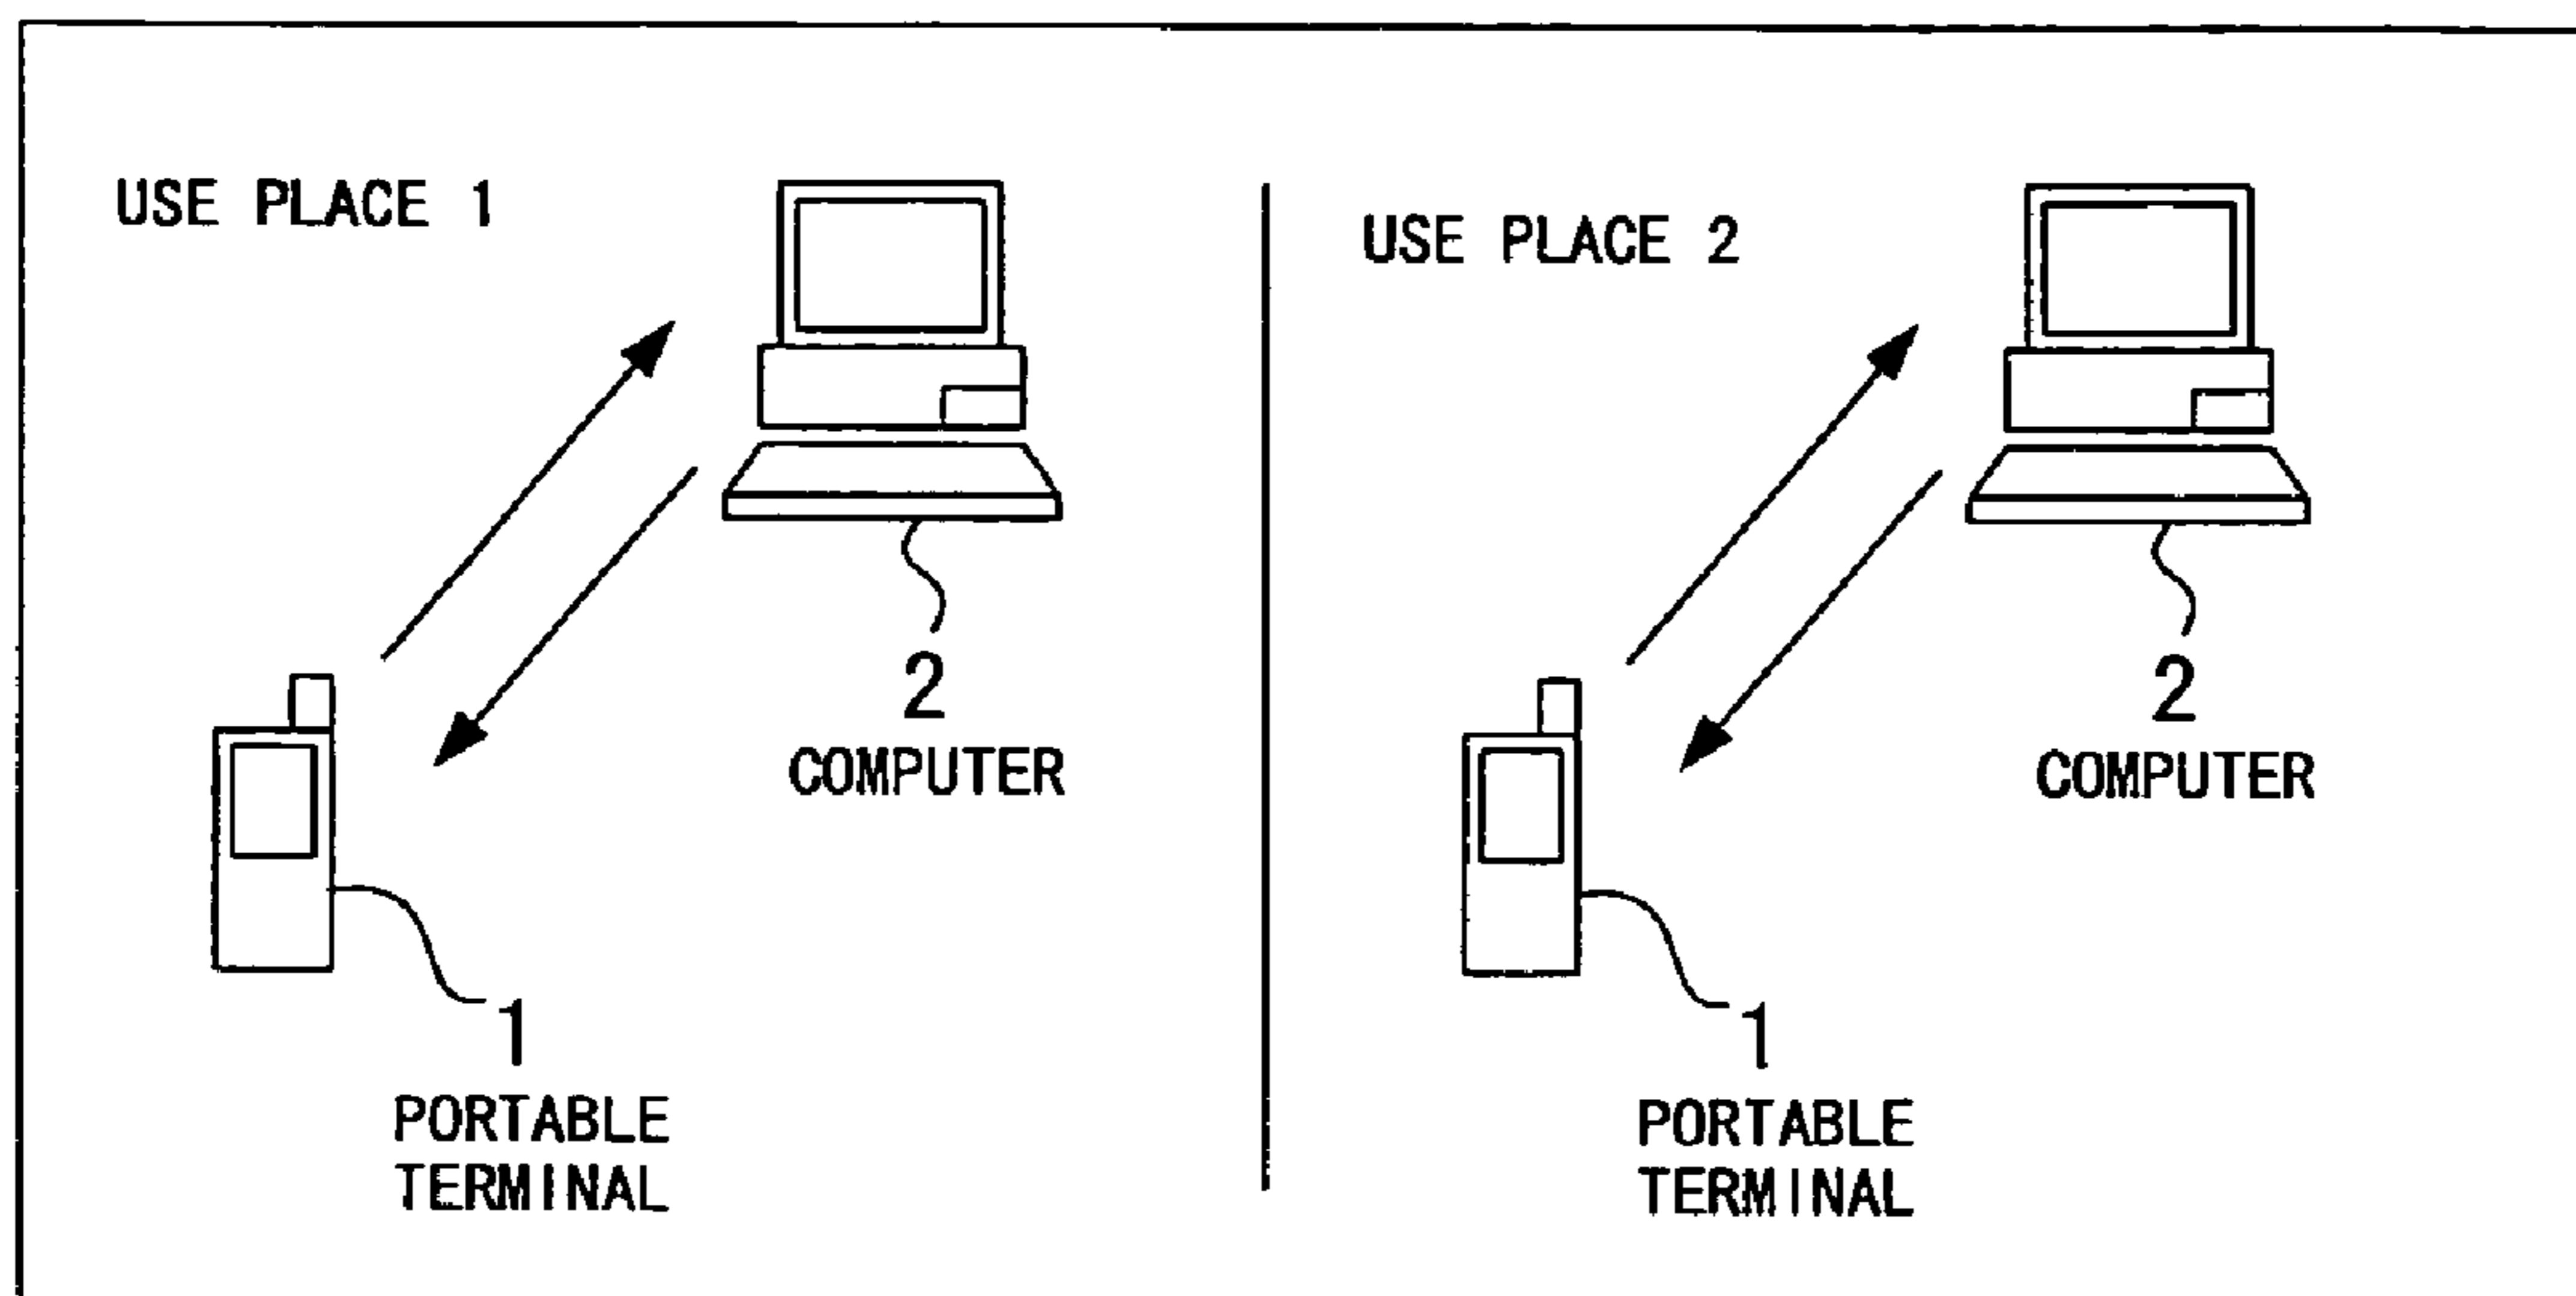 USE PLACE 1
2
COMPUTER
1
PORTABLE
TERMINAL
USE PLACE 2
2
COMPUTER
1
PORTABLE
TERMINAL